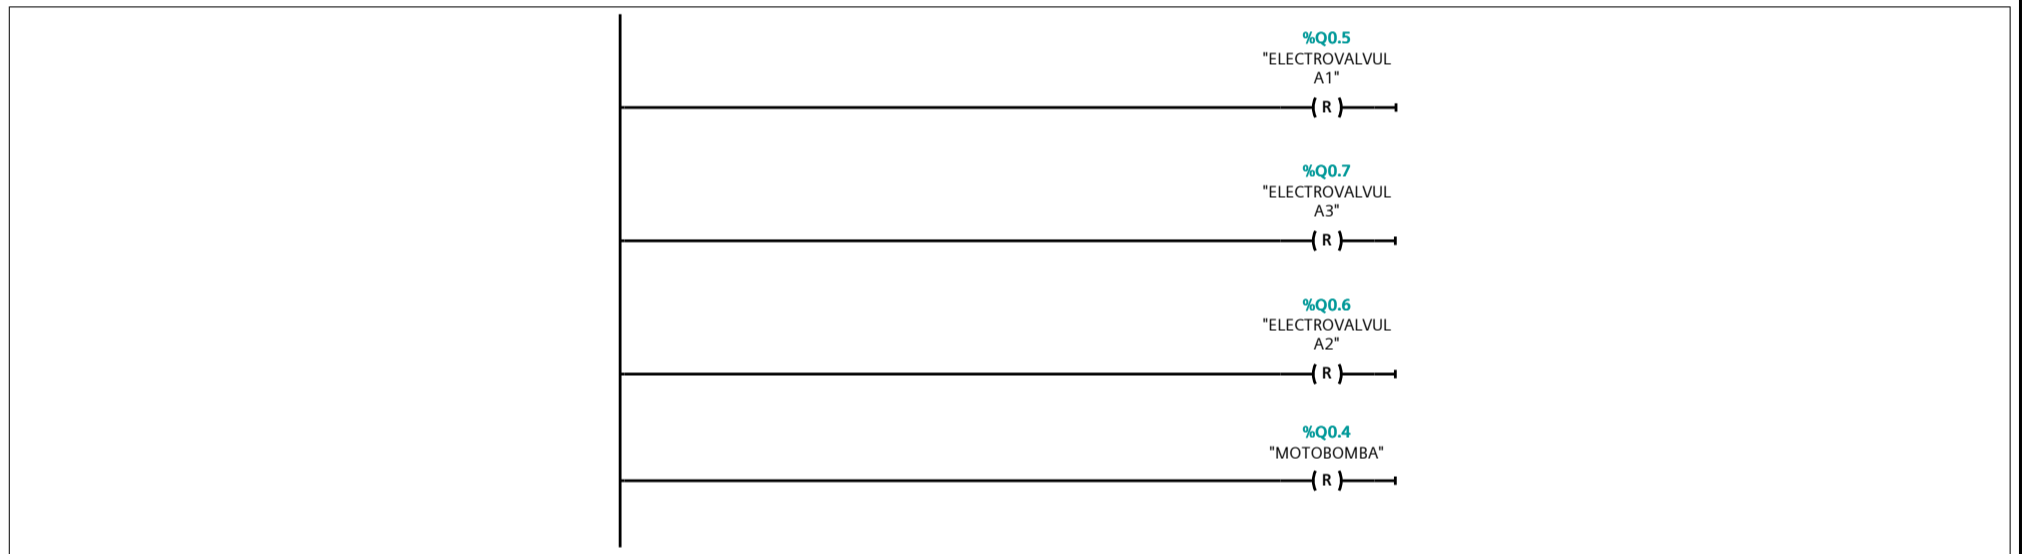 %Q0.5
"ELECTROVALVUL
A1"
( R )
%Q0.7
"ELECTROVALVUL
A3"
( R )
%Q0.6
"ELECTROVALVUL
A2"
( R )
%Q0.4
"MOTOBOMBA"
( R )